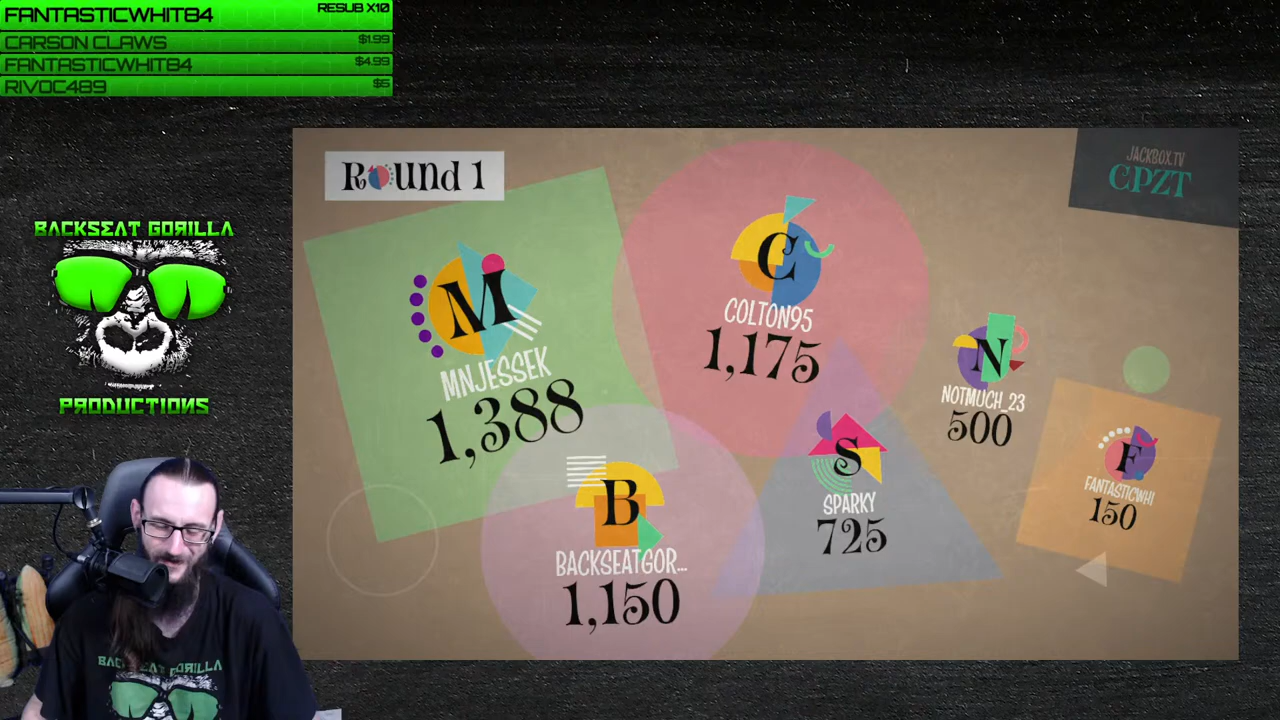 FANTASTICWHIT84 RESUB X10
CARSON CLAWS $1.99
FANTASTICWHIT84 $4.99
RIVOC489 $5
BACKSEAT GORILLA
PRODUCTIONS
Round 1
JACKBOX.TV
CPZT
M
MNJESSEK
1,388
C
COLTON95
1,175
N
NOTMUCH_23
500
B
BACKSEATGOR...
1,150
S
SPARKY
725
F
FANTASTICWHI
150
BACKSEAT GORILLA